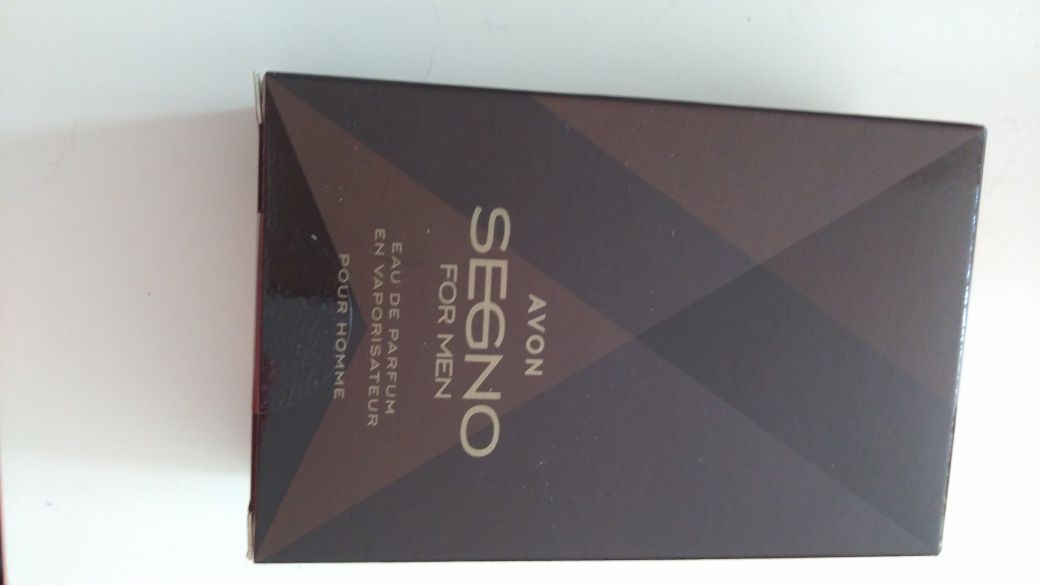 AVON
SEGNO
FOR MEN
EAU DE PARFUM
EN VAPORISATEUR
POUR HOMME